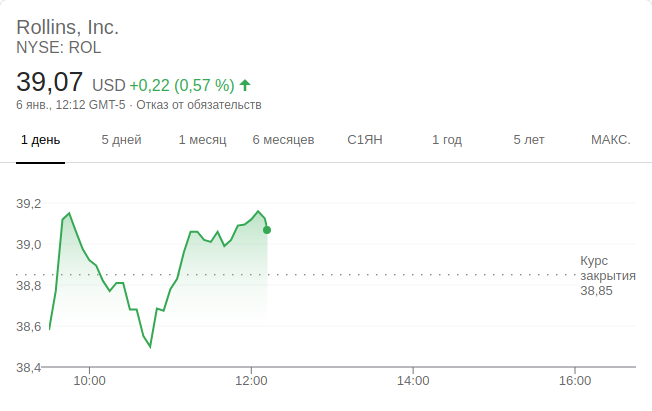 Rollins, Inc.
NYSE: ROL
39,07 USD +0,22 (0,57 %)
6 янв., 12:12 GMT-5 · Отказ от обязательств
1 день 5 дней 1 месяц 6 месяцев С1ЯН 1 год 5 лет МАКС.
39,2
39,0
38,8
38,6
38,4
Курс
закрытия
38,85
10:00 12:00 14:00 16:00